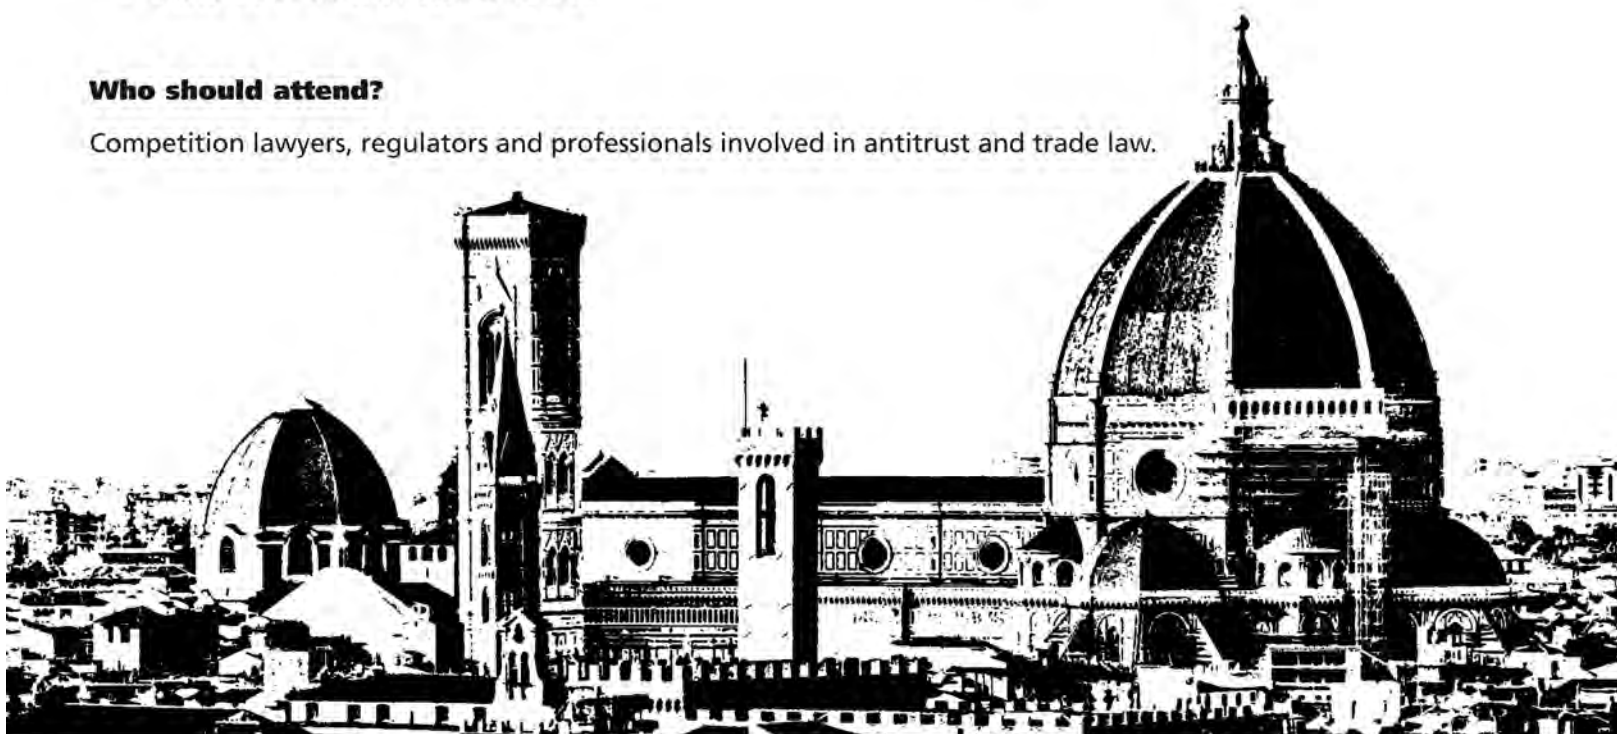 Who should attend?
Competition lawyers, regulators and professionals involved in antitrust and trade law.